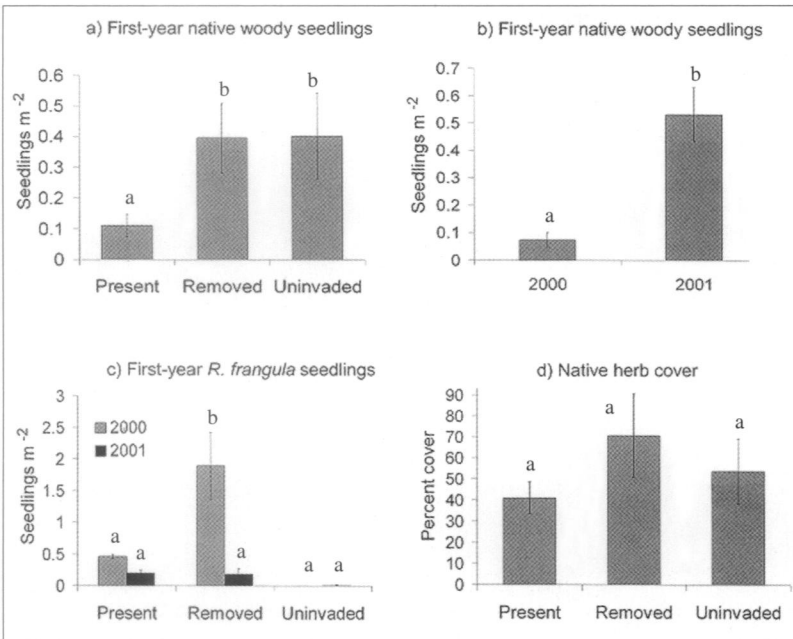 a) First-year native woody seedlings
Seedlings m -2
0.6
0.5
0.4
0.3
0.2
0.1
0
a
b
b
Present Removed Uninvaded
b) First-year native woody seedlings
Seedlings m -2
0.7
0.6
0.5
0.4
0.3
0.2
0.1
0
a
b
2000 2001
c) First-year R. frangula seedlings
Seedlings m -2
3
2.5
2
1.5
1
0.5
0
2000
2001
a a b a a a
Present Removed Uninvaded
d) Native herb cover
Percent cover
90
80
70
60
50
40
30
20
10
0
a
a
a
Present Removed Uninvaded